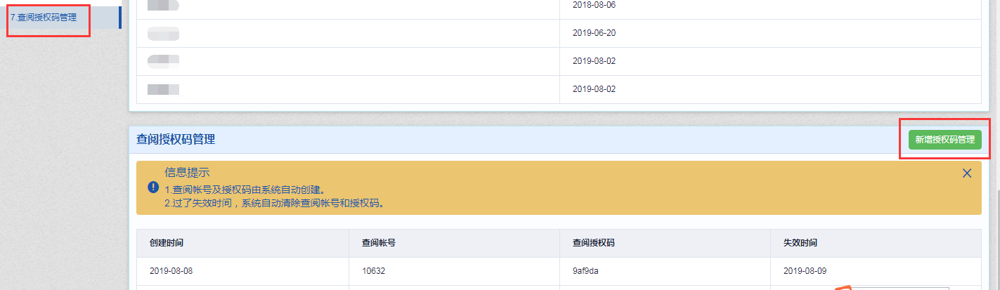 7.查阅授权码管理
2018-08-06
2019-06-20
2019-08-02
2019-08-02
查阅授权码管理
新增授权码管理
信息提示
1.查阅帐号及授权码由系统自动创建。
2.过了失效时间，系统自动清除查阅帐号和授权码。
创建时间 查阅帐号 查阅授权码 失效时间
2019-08-08 10632 9af9da 2019-08-09